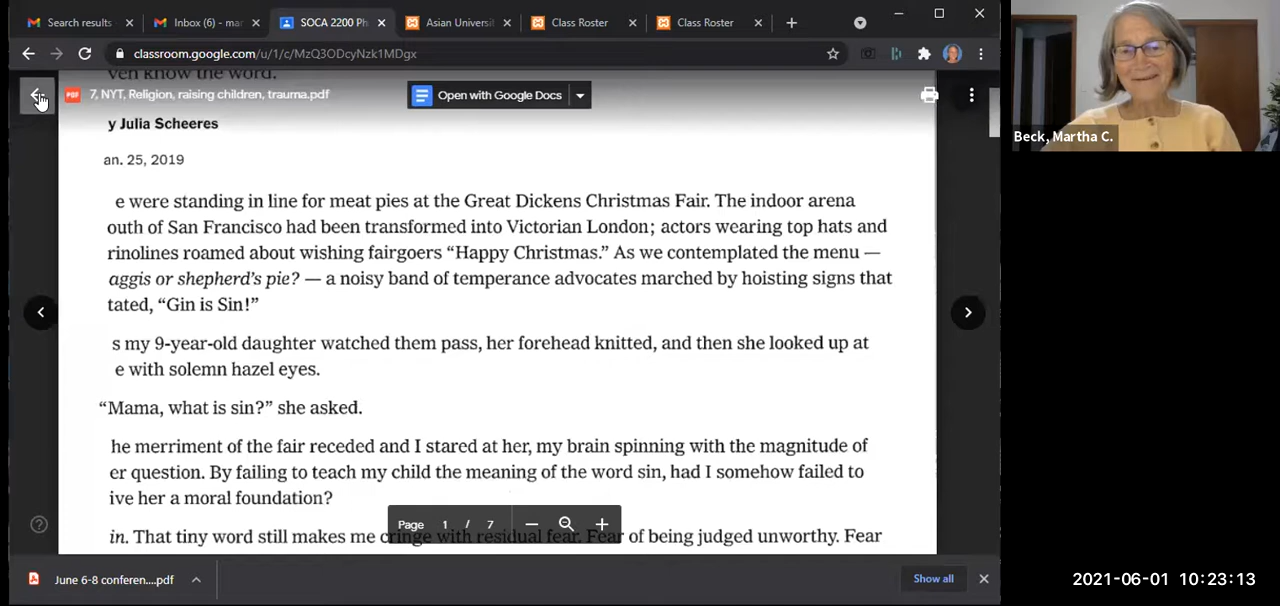 Search results
Inbox (6) - mar
SOCA 2200 Ph
Asian Universit
Class Roster
Class Roster
classroom.google.com/u/1/c/MzQ3ODcyNzk1MDgx
ven know the word.
PDF
7, NYT, Religion, raising children, trauma.pdf
Open with Google Docs
y Julia Scheeres
an. 25, 2019
e were standing in line for meat pies at the Great Dickens Christmas Fair. The indoor arena
outh of San Francisco had been transformed into Victorian London; actors wearing top hats and
rinolines roamed about wishing fairgoers “Happy Christmas.” As we contemplated the menu —
aggis or shepherd’s pie? — a noisy band of temperance advocates marched by hoisting signs that
tated, “Gin is Sin!”
s my 9-year-old daughter watched them pass, her forehead knitted, and then she looked up at
e with solemn hazel eyes.
“Mama, what is sin?” she asked.
he merriment of the fair receded and I stared at her, my brain spinning with the magnitude of
er question. By failing to teach my child the meaning of the word sin, had I somehow failed to
ive her a moral foundation?
in. That tiny word still makes me cringe with residual fear. Fear of being judged unworthy. Fear
Page 1 / 7
June 6-8 conferen....pdf
Show all
Beck, Martha C.
2021-06-01 10:23:13